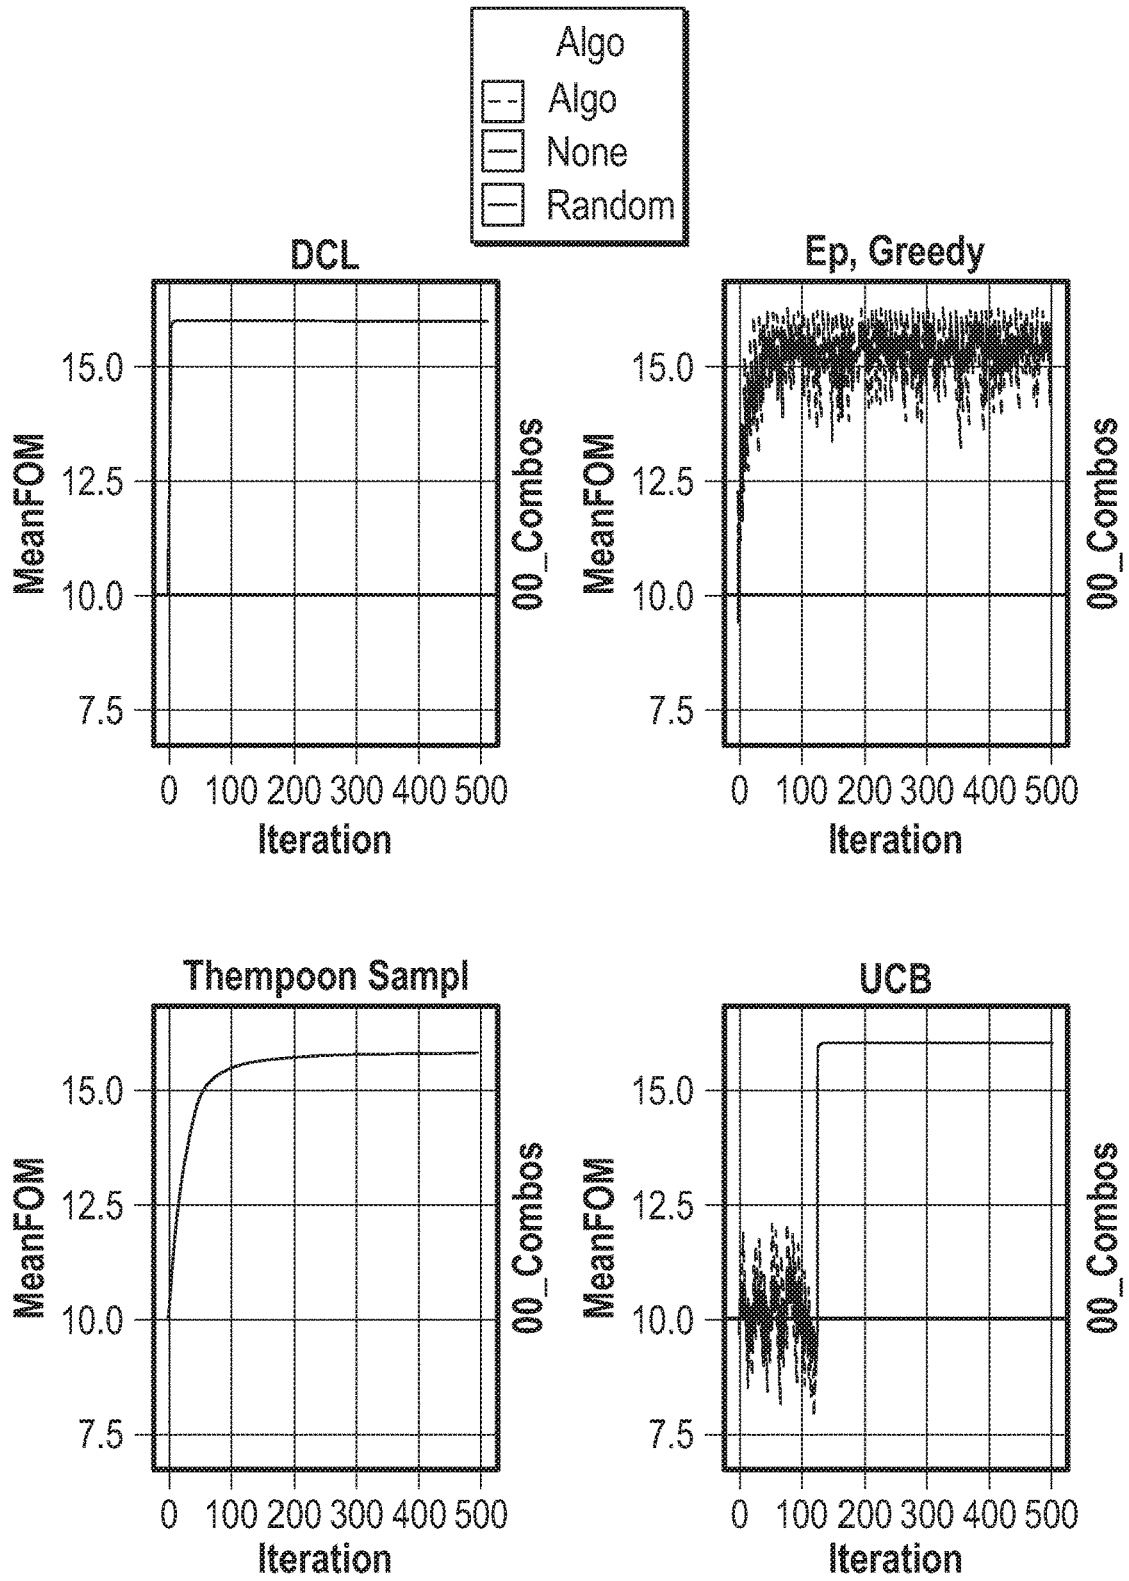 Algo
Algo
None
Random
DCL
15.0
12.5
10.0
7.5
MeanFOM
00_Combos
0 100 200 300 400 500
Iteration
Ep, Greedy
15.0
12.5
10.0
7.5
MeanFOM
00_Combos
0 100 200 300 400 500
Iteration
Thempoon Sampl
15.0
12.5
10.0
7.5
MeanFOM
00_Combos
0 100 200 300 400 500
Iteration
UCB
15.0
12.5
10.0
7.5
MeanFOM
00_Combos
0 100 200 300 400 500
Iteration